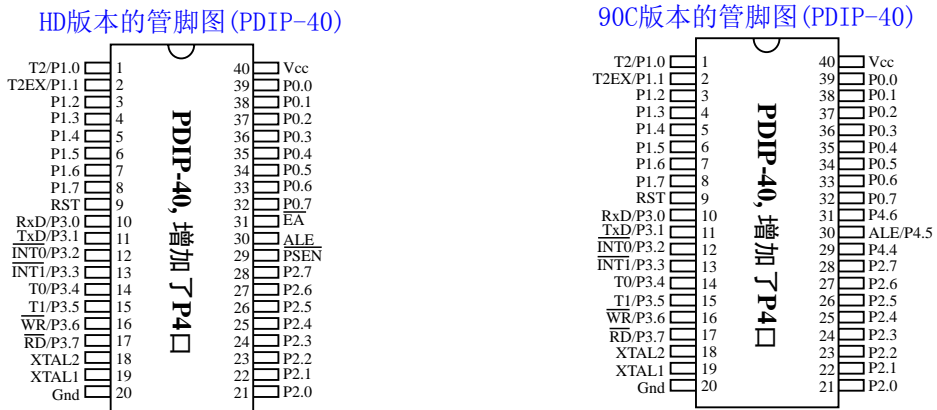 HD版本的管脚图(PDIP-40)
T2/P1.0 1 40 Vcc
T2EX/P1.1 2 39 P0.0
P1.2 3 38 P0.1
P1.3 4 37 P0.2
P1.4 5 36 P0.3
P1.5 6 35 P0.4
P1.6 7 34 P0.5
P1.7 8 33 P0.6
RST 9 32 P0.7
RxD/P3.0 10 31 EA
TxD/P3.1 11 30 ALE
INT0/P3.2 12 29 PSEN
INT1/P3.3 13 28 P2.7
T0/P3.4 14 27 P2.6
T1/P3.5 15 26 P2.5
WR/P3.6 16 25 P2.4
RD/P3.7 17 24 P2.3
XTAL2 18 23 P2.2
XTAL1 19 22 P2.1
Gnd 20 21 P2.0
PDIP-40, 增加了P4口
90C版本的管脚图(PDIP-40)
T2/P1.0 1 40 Vcc
T2EX/P1.1 2 39 P0.0
P1.2 3 38 P0.1
P1.3 4 37 P0.2
P1.4 5 36 P0.3
P1.5 6 35 P0.4
P1.6 7 34 P0.5
P1.7 8 33 P0.6
RST 9 32 P0.7
RxD/P3.0 10 31 P4.6
TxD/P3.1 11 30 ALE/P4.5
INT0/P3.2 12 29 P4.4
INT1/P3.3 13 28 P2.7
T0/P3.4 14 27 P2.6
T1/P3.5 15 26 P2.5
WR/P3.6 16 25 P2.4
RD/P3.7 17 24 P2.3
XTAL2 18 23 P2.2
XTAL1 19 22 P2.1
Gnd 20 21 P2.0
PDIP-40, 增加了P4口